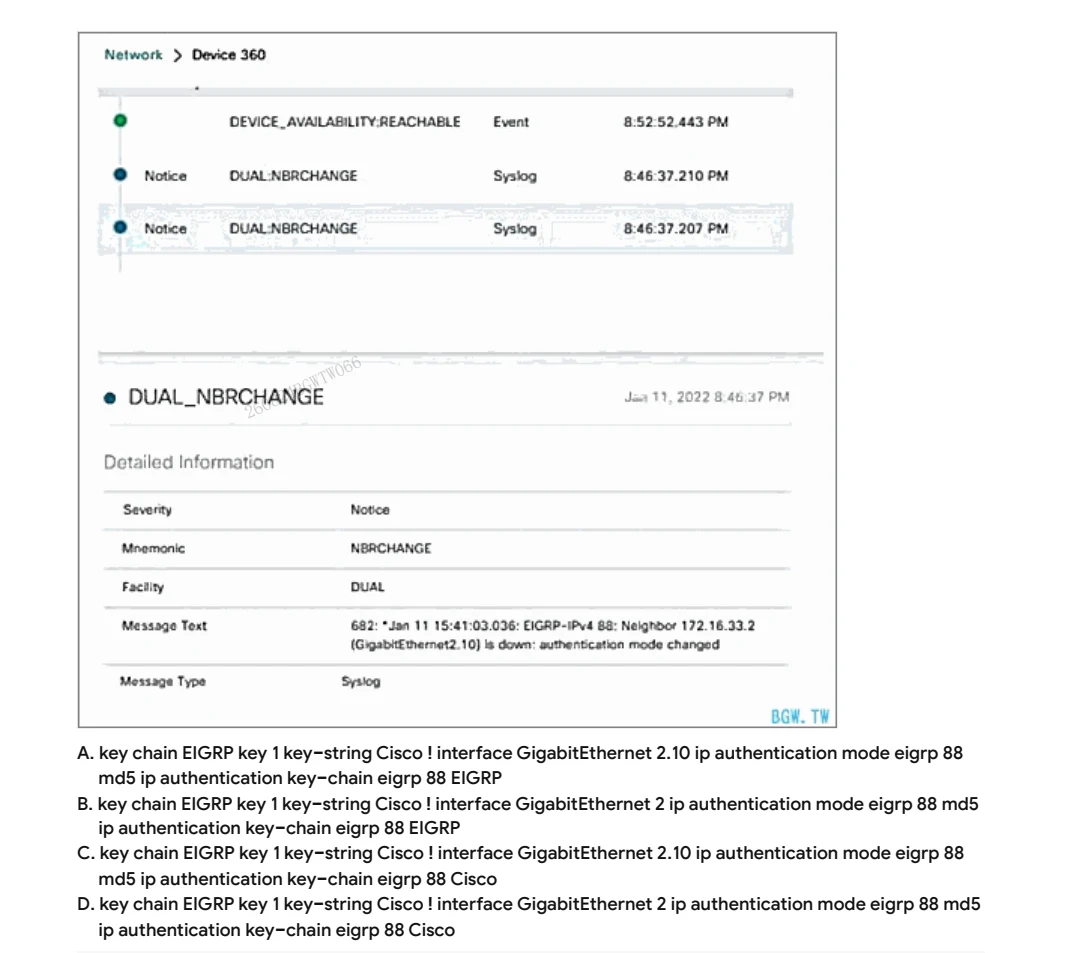 Network > Device 360
DEVICE_AVAILABILITY:REACHABLE Event 8:52:52.443 PM
Notice DUAL:NBRCHANGE Syslog 8:46:37.210 PM
Notice DUAL:NBRCHANGE Syslog 8:46:37.207 PM
DUAL_NBRCHANGE Jan 11, 2022 8:46:37 PM
Detailed Information
Severity Notice
Mnemonic NBRCHANGE
Facility DUAL
Message Text 682: *Jan 11 15:41:03.036: EIGRP-IPv4 88: Neighbor 172.16.33.2
(GigabitEthernet2.10) is down: authentication mode changed
Message Type Syslog
BGW.TW
A. key chain EIGRP key 1 key-string Cisco ! interface GigabitEthernet 2.10 ip authentication mode eigrp 88
md5 ip authentication key-chain eigrp 88 EIGRP
B. key chain EIGRP key 1 key-string Cisco ! interface GigabitEthernet 2 ip authentication mode eigrp 88 md5
ip authentication key-chain eigrp 88 EIGRP
C. key chain EIGRP key 1 key-string Cisco ! interface GigabitEthernet 2.10 ip authentication mode eigrp 88
md5 ip authentication key-chain eigrp 88 Cisco
D. key chain EIGRP key 1 key-string Cisco ! interface GigabitEthernet 2 ip authentication mode eigrp 88 md5
ip authentication key-chain eigrp 88 Cisco